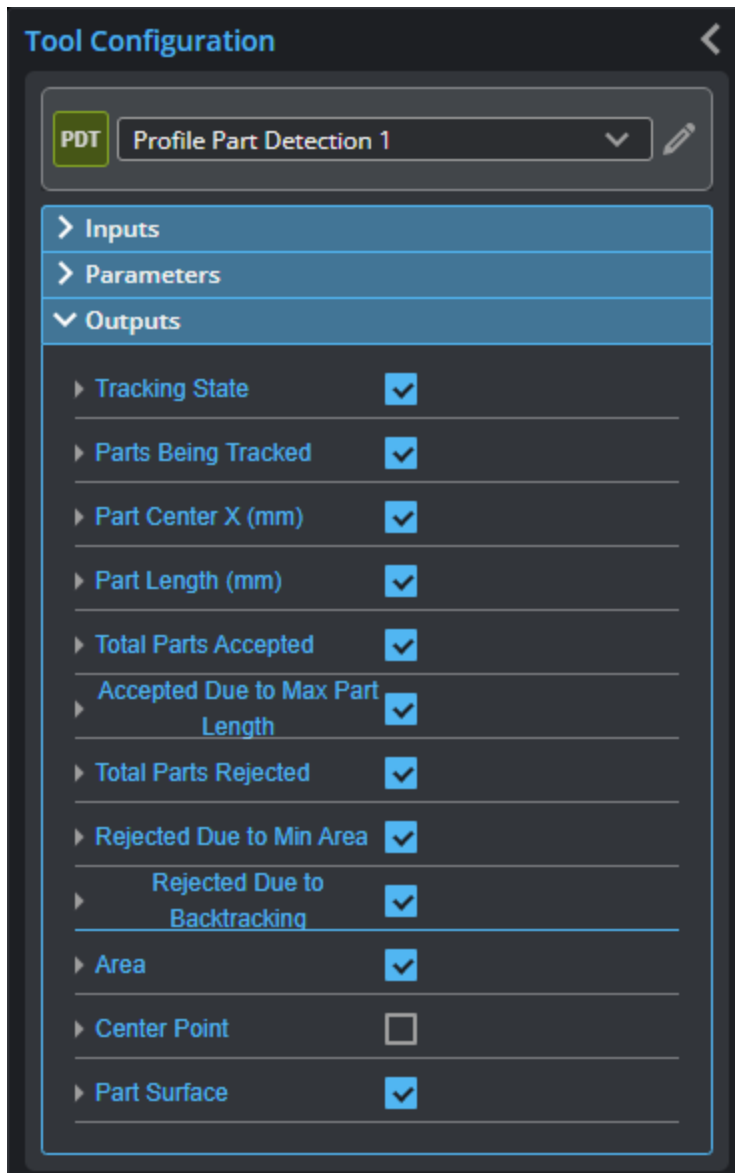 Tool Configuration
PDT
Profile Part Detection 1
Inputs
Parameters
Outputs
Tracking State
Parts Being Tracked
Part Center X (mm)
Part Length (mm)
Total Parts Accepted
Accepted Due to Max Part
Length
Total Parts Rejected
Rejected Due to Min Area
Rejected Due to
Backtracking
Area
Center Point
Part Surface